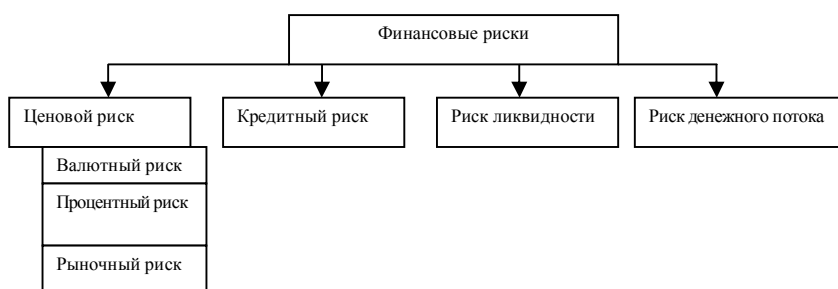 Финансовые риски
Ценовой риск
Кредитный риск
Риск ликвидности
Риск денежного потока
Валютный риск
Процентный риск
Рыночный риск